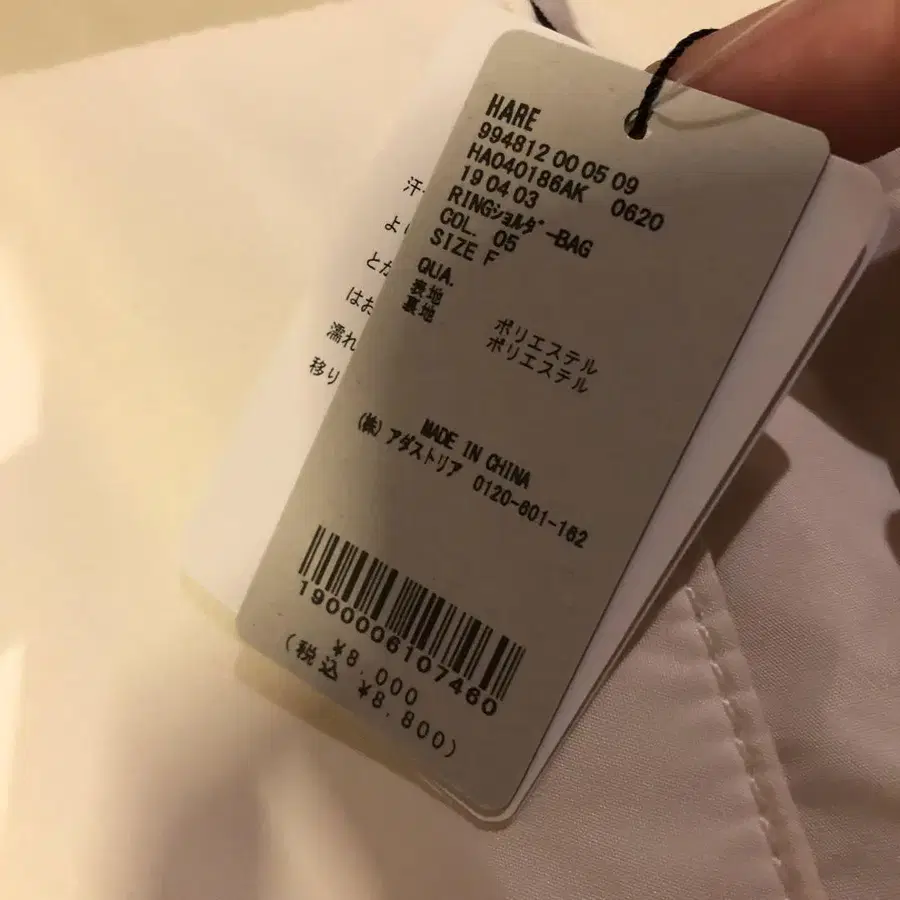 HARE
994812 00 05 09
HA040186AK 0620
19 04 03
RINGショルダーBAG
COL. 05
SIZE F
QUA.
表地 ポリエステル
裏地 ポリエステル
MADE IN CHINA
(株) アダストリア 0120-601-162
1900006107460
¥8,000
(税込 ¥8,800)
汗
よ
と
はお
濡れ
移り